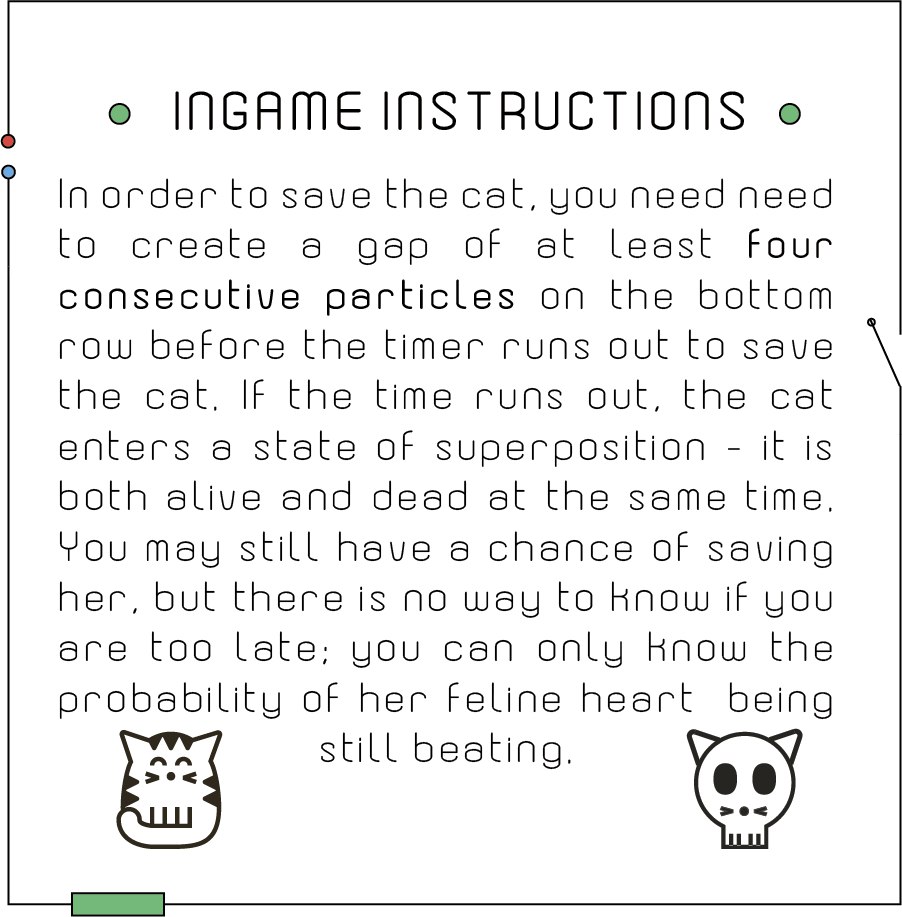 INGAME INSTRUCTIONS
In order to save the cat, you need need
to create a gap of at least four
consecutive particles on the bottom
row before the timer runs out to save
the cat. If the time runs out, the cat
enters a state of superposition - it is
both alive and dead at the same time.
You may still have a chance of saving
her, but there is no way to know if you
are too late; you can only know the
probability of her feline heart being
still beating.